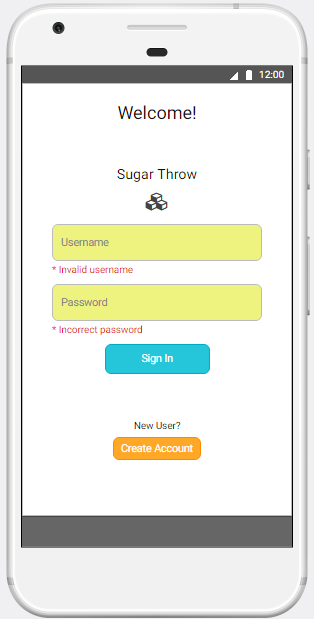 12:00
Welcome!
Sugar Throw
Username
* Invalid username
Password
* Incorrect password
Sign In
New User?
Create Account